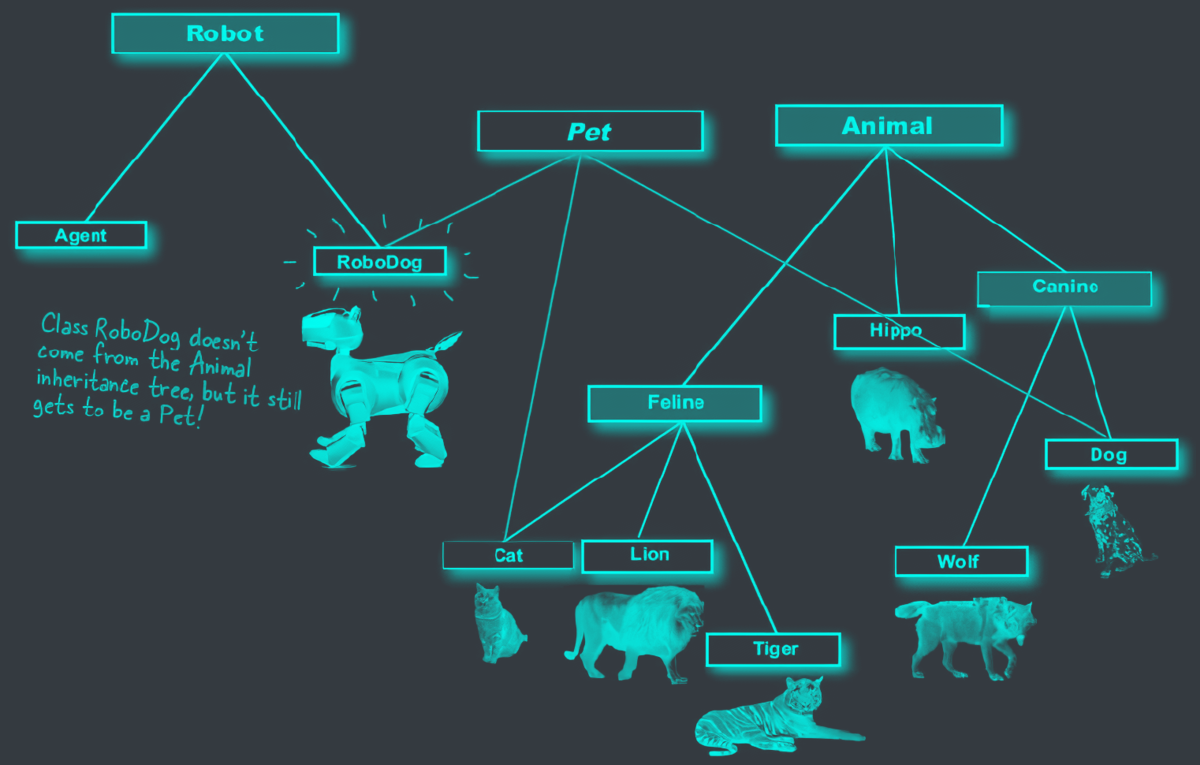 Robot
Pet
Animal
Agent
RoboDog
Canine
Hippo
Class RoboDog doesn't
come from the Animal
inheritance tree, but it still
gets to be a Pet!
Feline
Dog
Cat
Lion
Wolf
Tiger